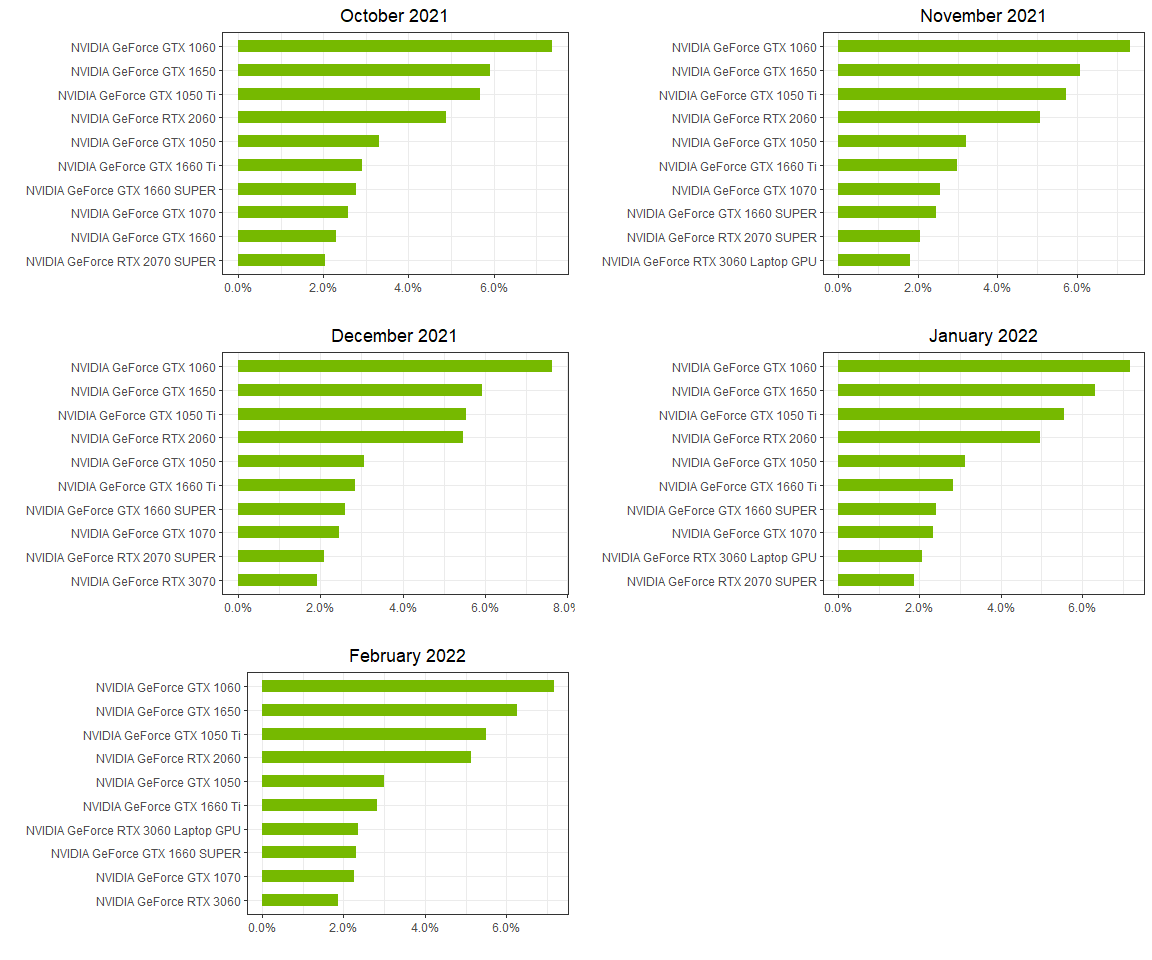 October 2021
NVIDIA GeForce GTX 1060
NVIDIA GeForce GTX 1650
NVIDIA GeForce GTX 1050 Ti
NVIDIA GeForce RTX 2060
NVIDIA GeForce GTX 1050
NVIDIA GeForce GTX 1660 Ti
NVIDIA GeForce GTX 1660 SUPER
NVIDIA GeForce GTX 1070
NVIDIA GeForce GTX 1660
NVIDIA GeForce RTX 2070 SUPER
0.0% 2.0% 4.0% 6.0%
November 2021
NVIDIA GeForce GTX 1060
NVIDIA GeForce GTX 1650
NVIDIA GeForce GTX 1050 Ti
NVIDIA GeForce RTX 2060
NVIDIA GeForce GTX 1050
NVIDIA GeForce GTX 1660 Ti
NVIDIA GeForce GTX 1070
NVIDIA GeForce GTX 1660 SUPER
NVIDIA GeForce RTX 2070 SUPER
NVIDIA GeForce RTX 3060 Laptop GPU
0.0% 2.0% 4.0% 6.0%
December 2021
NVIDIA GeForce GTX 1060
NVIDIA GeForce GTX 1650
NVIDIA GeForce GTX 1050 Ti
NVIDIA GeForce RTX 2060
NVIDIA GeForce GTX 1050
NVIDIA GeForce GTX 1660 Ti
NVIDIA GeForce GTX 1660 SUPER
NVIDIA GeForce GTX 1070
NVIDIA GeForce RTX 2070 SUPER
NVIDIA GeForce RTX 3070
0.0% 2.0% 4.0% 6.0% 8.0%
January 2022
NVIDIA GeForce GTX 1060
NVIDIA GeForce GTX 1650
NVIDIA GeForce GTX 1050 Ti
NVIDIA GeForce RTX 2060
NVIDIA GeForce GTX 1050
NVIDIA GeForce GTX 1660 Ti
NVIDIA GeForce GTX 1660 SUPER
NVIDIA GeForce GTX 1070
NVIDIA GeForce RTX 3060 Laptop GPU
NVIDIA GeForce RTX 2070 SUPER
0.0% 2.0% 4.0% 6.0%
February 2022
NVIDIA GeForce GTX 1060
NVIDIA GeForce GTX 1650
NVIDIA GeForce GTX 1050 Ti
NVIDIA GeForce RTX 2060
NVIDIA GeForce GTX 1050
NVIDIA GeForce GTX 1660 Ti
NVIDIA GeForce RTX 3060 Laptop GPU
NVIDIA GeForce GTX 1660 SUPER
NVIDIA GeForce GTX 1070
NVIDIA GeForce RTX 3060
0.0% 2.0% 4.0% 6.0%